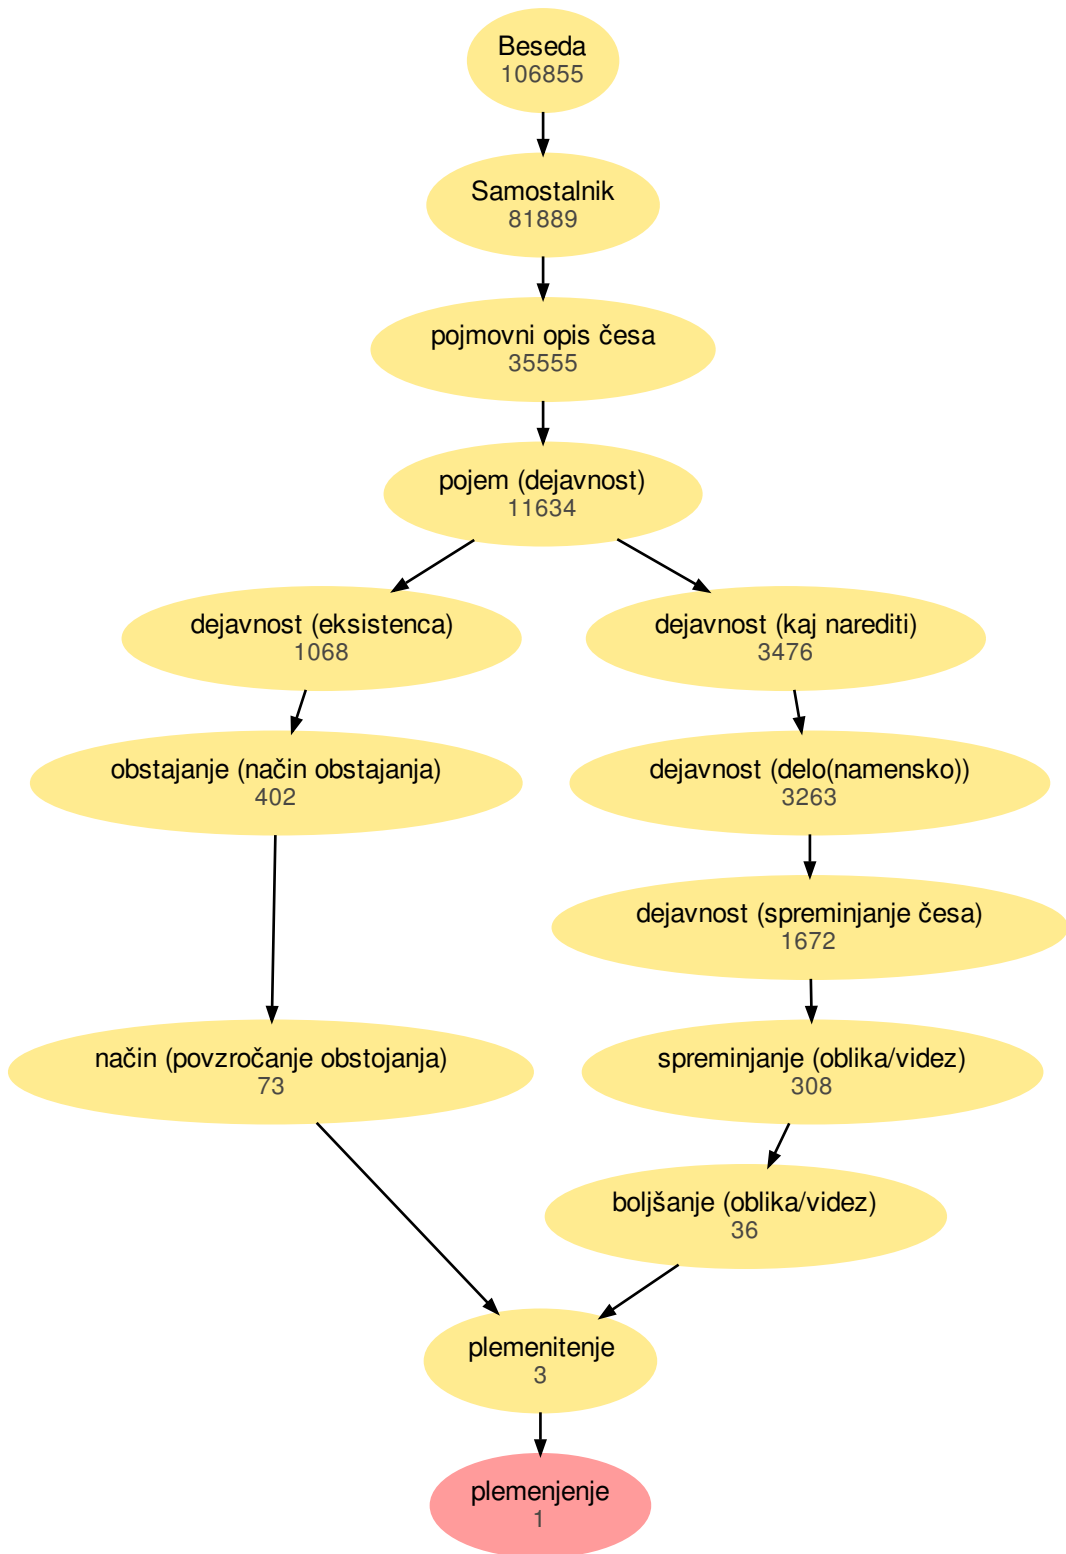 Beseda
106855
Samostalnik
81889
pojmovni opis česa
35555
pojem (dejavnost)
11634
dejavnost (eksistenca)
1068
dejavnost (kaj narediti)
3476
obstajanje (način obstajanja)
402
dejavnost (delo(namensko))
3263
dejavnost (spreminjanje česa)
1672
način (povzročanje obstojanja)
73
spreminjanje (oblika/videz)
308
boljšanje (oblika/videz)
36
plemenitenje
3
plemenjenje
1